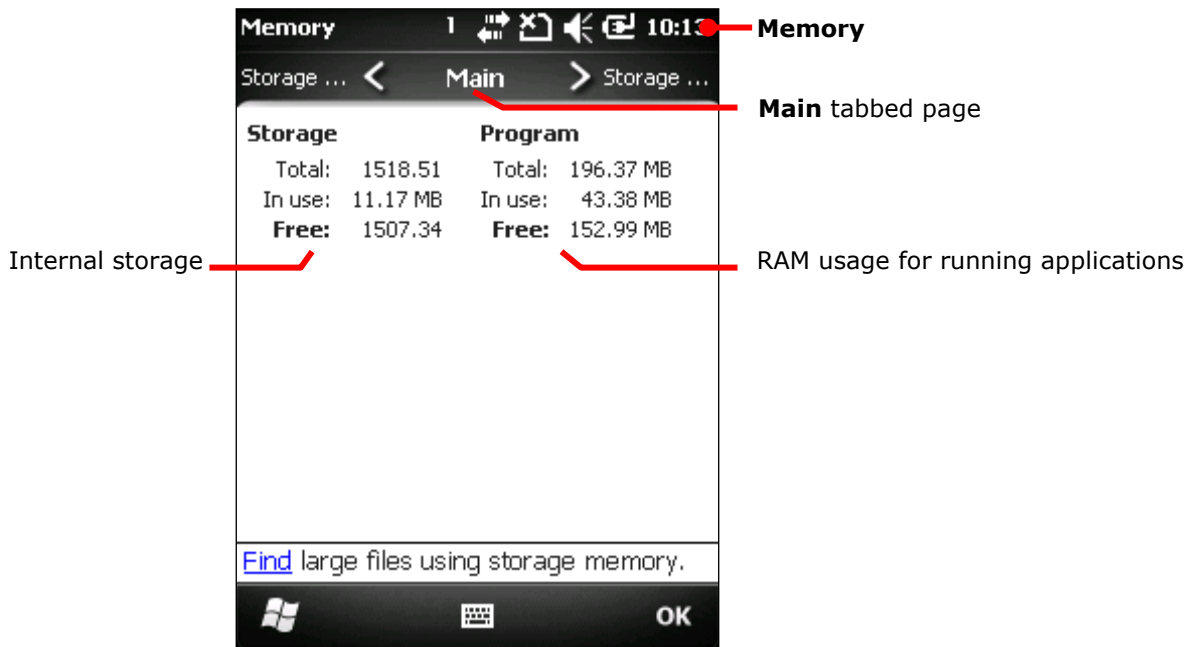 Memory 1 10:13 Memory
Storage ... Main Storage ...
Main tabbed page
Storage Program
Total: 1518.51 Total: 196.37 MB
In use: 11.17 MB In use: 43.38 MB
Free: 1507.34 Free: 152.99 MB
Internal storage RAM usage for running applications
Find large files using storage memory.
OK